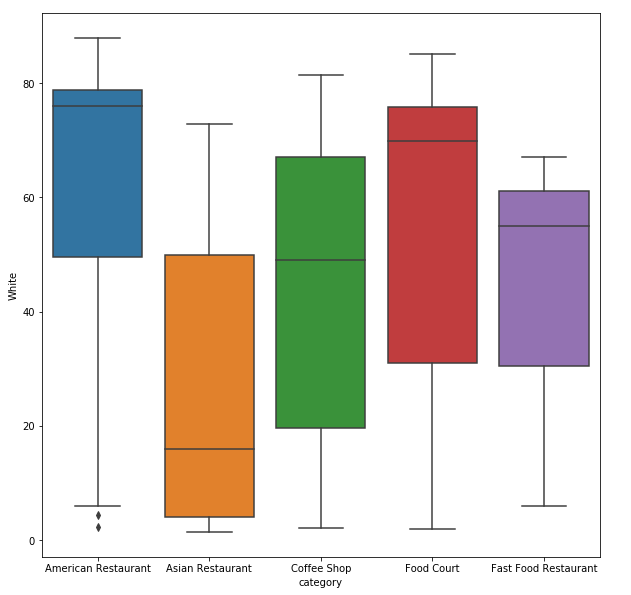 White
80
60
40
20
0
American Restaurant Asian Restaurant Coffee Shop Food Court Fast Food Restaurant
category